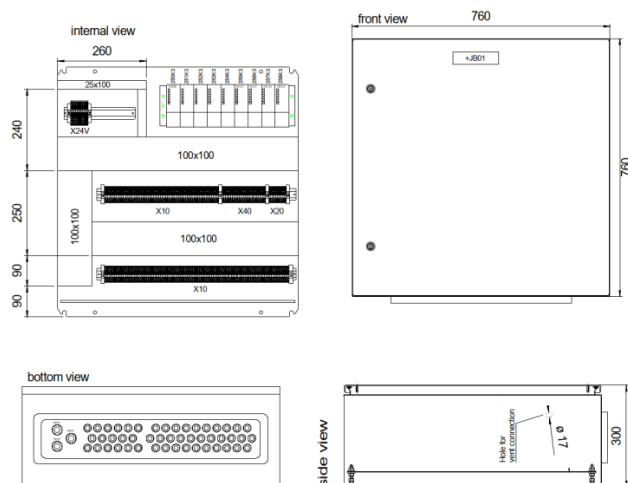 internal view
260
25x100
X24V
240
100x100
250
100x100
X10
X40
X20
100x100
90
X10
90
front view
760
+JB01
760
bottom view
side view
Hole for
vent connection
ø 17
300